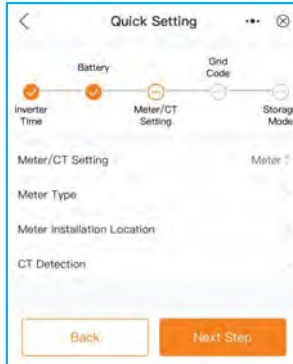 Quick Setting
Battery
Grid
Code
Inverter
Time
Meter/CT
Setting
Storage
Mode
Meter/CT Setting
Meter
Meter Type
Meter Installation Location
CT Detection
Back
Next Step